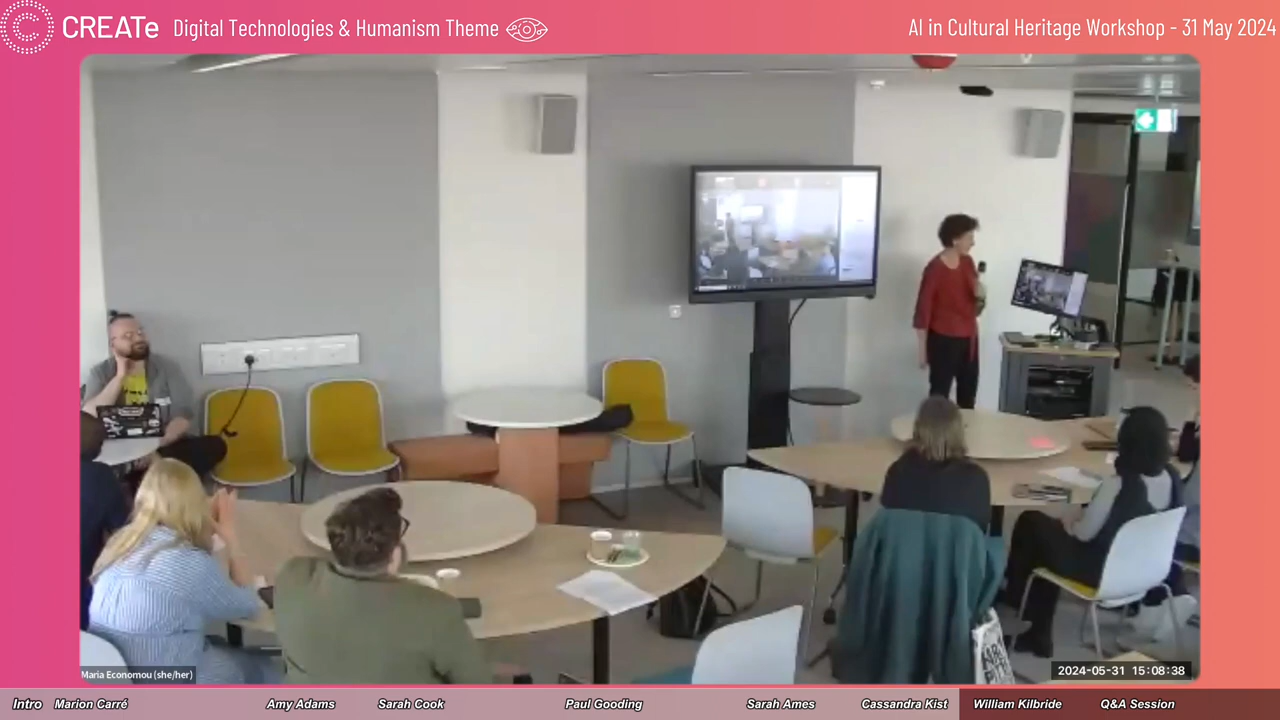 CREATe Digital Technologies & Humanism Theme
AI in Cultural Heritage Workshop - 31 May 2024
Maria Economou (she/her)
2024-05-31 15:08:38
Intro Marion Carré Amy Adams Sarah Cook Paul Gooding Sarah Ames Cassandra Kist William Kilbride Q&A Session